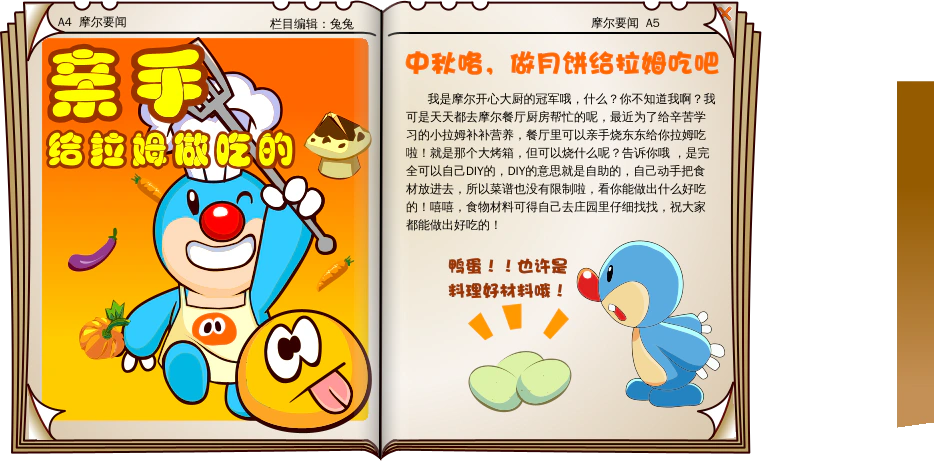 A4 摩尔要闻
栏目编辑：兔兔
亲手
给拉姆做吃的
摩尔要闻 A5
中秋咯，做月饼给拉姆吃吧
我是摩尔开心大厨的冠军哦，什么？你不知道我啊？我
可是天天都去摩尔餐厅厨房帮忙的呢，最近为了给辛苦学
习的小拉姆补补营养，餐厅里可以亲手烧东东给你拉姆吃
啦！就是那个大烤箱，但可以烧什么呢？告诉你哦 ，是完
全可以自己DIY的，DIY的意思就是自助的，自己动手把食
材放进去，所以菜谱也没有限制啦，看你能做出什么好吃
的！嘻嘻，食物材料可得自己去庄园里仔细找找，祝大家
都能做出好吃的！
鸭蛋！！也许是
料理好材料哦！